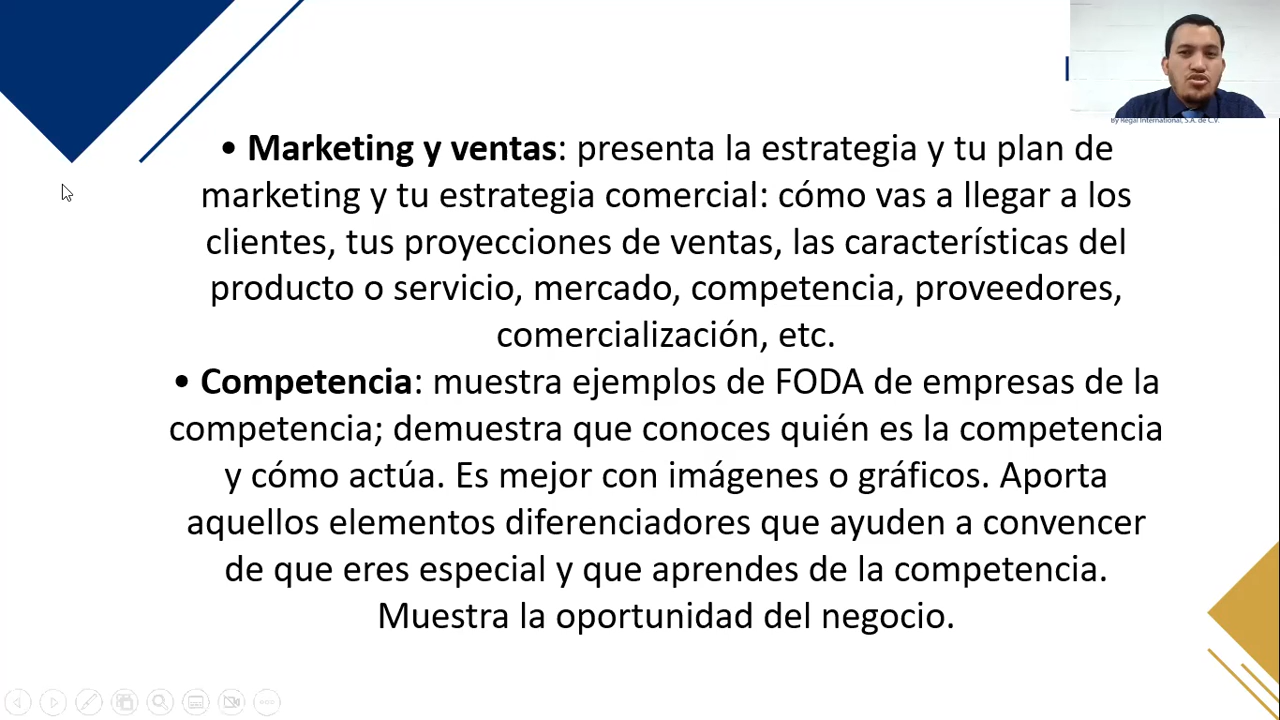 By Regal International, S.A. de C.V.
• Marketing y ventas: presenta la estrategia y tu plan de
marketing y tu estrategia comercial: cómo vas a llegar a los
clientes, tus proyecciones de ventas, las características del
producto o servicio, mercado, competencia, proveedores,
comercialización, etc.
• Competencia: muestra ejemplos de FODA de empresas de la
competencia; demuestra que conoces quién es la competencia
y cómo actúa. Es mejor con imágenes o gráficos. Aporta
aquellos elementos diferenciadores que ayuden a convencer
de que eres especial y que aprendes de la competencia.
Muestra la oportunidad del negocio.